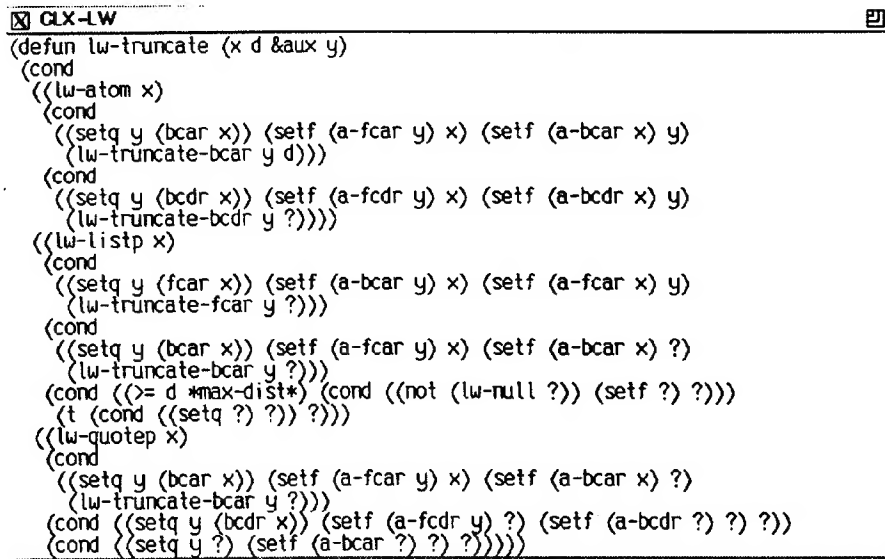 CLX-LW
(defun lw-truncate (x d &aux y)
(cond
((lw-atom x)
(cond
((setq y (bcar x)) (setf (a-fcar y) x) (setf (a-bcar x) y)
(lw-truncate-bcar y d)))
(cond
((setq y (bcdr x)) (setf (a-fcdr y) x) (setf (a-bcdr x) y)
(lw-truncate-bcdr y ?))))
((lw-listp x)
(cond
((setq y (fcar x)) (setf (a-bcar y) x) (setf (a-fcar x) y)
(lw-truncate-fcar y ?)))
(cond
((setq y (bcar x)) (setf (a-fcar y) x) (setf (a-bcar x) ?)
(lw-truncate-bcar y ?)))
(cond ((>= d *max-dist*) (cond ((not (lw-null ?)) (setf ?) ?)))
(t (cond ((setq ?) ?)) ?)))
((lw-quotep x)
(cond
((setq y (bcar x)) (setf (a-fcar y) x) (setf (a-bcar x) ?)
(lw-truncate-bcar y ?)))
(cond ((setq y (bcdr x)) (setf (a-fcdr y) ?) (setf (a-bcdr ?) ?) ?))
(cond ((setq y ?) (setf (a-bcar ?) ?) ?)))))